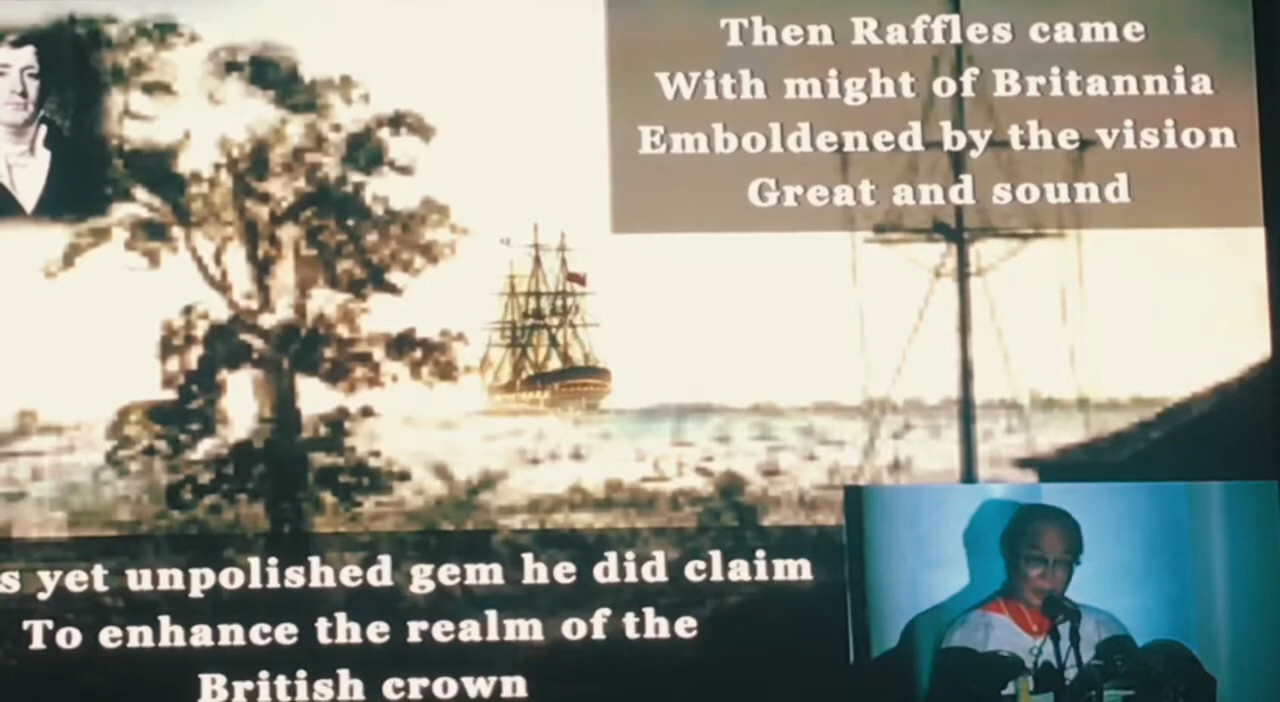 Then Raffles came
With might of Britannia
Emboldened by the vision
Great and sound
s yet unpolished gem he did claim
To enhance the realm of the
British crown